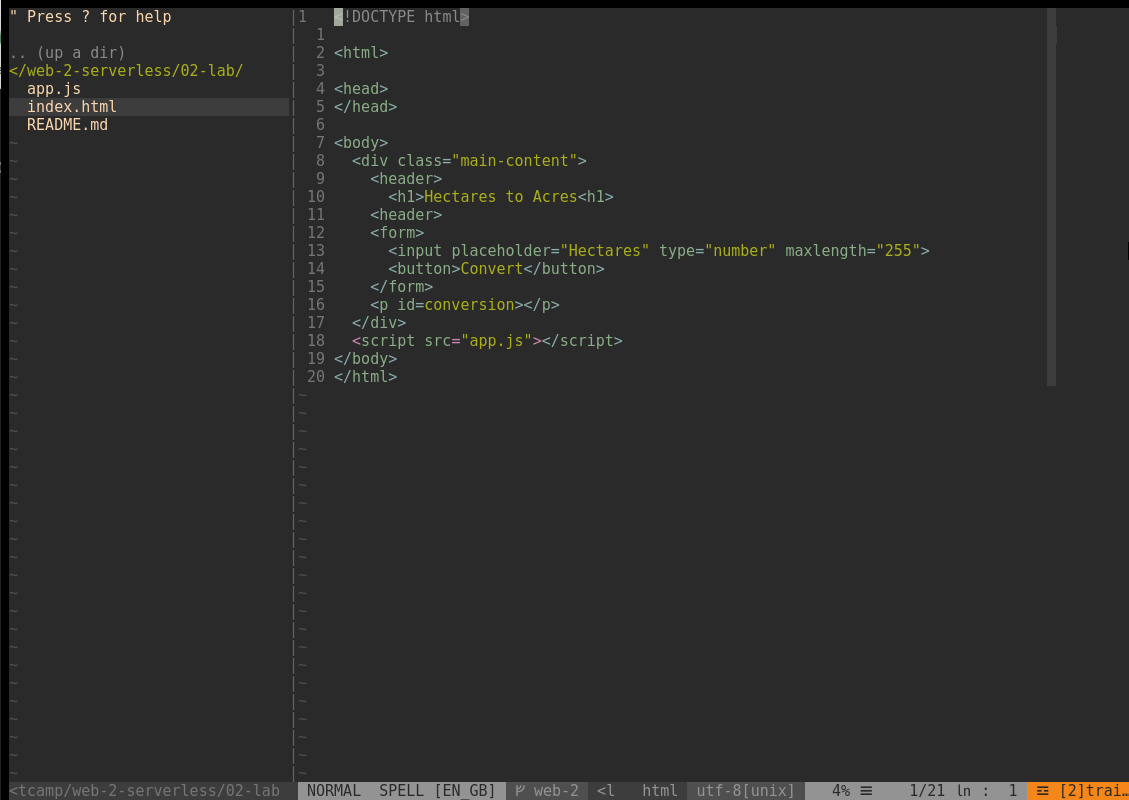 " Press ? for help
.. (up a dir)
</web-2-serverless/02-lab/
app.js
index.html
README.md
1 <!DOCTYPE html>
1
2 <html>
3
4 <head>
5 </head>
6
7 <body>
8 <div class="main-content">
9 <header>
10 <h1>Hectares to Acres<h1>
11 <header>
12 <form>
13 <input placeholder="Hectares" type="number" maxlength="255">
14 <button>Convert</button>
15 </form>
16 <p id=conversion></p>
17 </div>
18 <script src="app.js"></script>
19 </body>
20 </html>
<tcamp/web-2-serverless/02-lab NORMAL SPELL [EN_GB] web-2 <l html utf-8[unix] 4% ☰ 1/21 ln : 1 ☲ [2]trai…